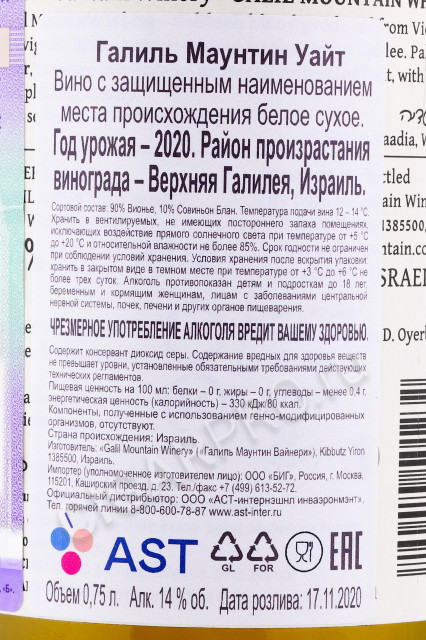 GALIL MOUNTAIN WH
Галиль Маунтин Уайт
Вино с защищенным наименованием
места происхождения белое сухое.
Год урожая – 2020. Район произрастания
винограда – Верхняя Галилея, Израиль.
Сортовой состав: 90% Вионье, 10% Совиньон Блан. Температура подачи вина 12 – 14 °С.
Хранить в вентилируемых, не имеющих постороннего запаха помещениях,
исключающих воздействие прямого солнечного света при температуре от +5 °С
до +20 °С и относительной влажности не более 85%. Срок годности не ограничен
при соблюдении условий хранения. Условия хранения после вскрытия упаковки:
хранить в закрытом виде в темном месте при температуре от +3 °С до +6 °С не
более трех суток. Алкоголь противопоказан детям и подросткам до 18 лет,
беременным и кормящим женщинам, лицам с заболеваниями центральной
нервной системы, почек, печени и других органов пищеварения.
ЧРЕЗМЕРНОЕ УПОТРЕБЛЕНИЕ АЛКОГОЛЯ ВРЕДИТ ВАШЕМУ ЗДОРОВЬЮ.
Содержит консервант диоксид серы. Содержание вредных для здоровья веществ
не превышает уровни, установленные обязательными требованиями действующих
технических регламентов.
Пищевая ценность на 100 мл: белки – 0 г, жиры – 0 г, углеводы – менее 0,4 г,
энергетическая ценность (калорийность) – 330 кДж/80 ккал.
Компоненты, полученные с использованием генно-модифицированных
организмов, отсутствуют.
Страна происхождения: Израиль.
Изготовитель: «Galil Mountain Winery» («Галиль Маунтин Вайнери»), Kibbutz Yiron
1385500, Израиль.
Импортер (уполномоченное изготовителем лицо): ООО «БИГ», Россия, г. Москва,
115201, Каширский проезд, д. 23. Тел./факс +7 (499) 613-52-72.
Официальный дистрибьютор: ООО «АСТ-интернэшнл инваэронмэнт».
Тел. горячей линии 8-800-600-78-87 www.ast-inter.ru
AST
GL
FOR
EAC
Объем 0,75 л. Алк. 14 % об. Дата розлива: 17.11.2020